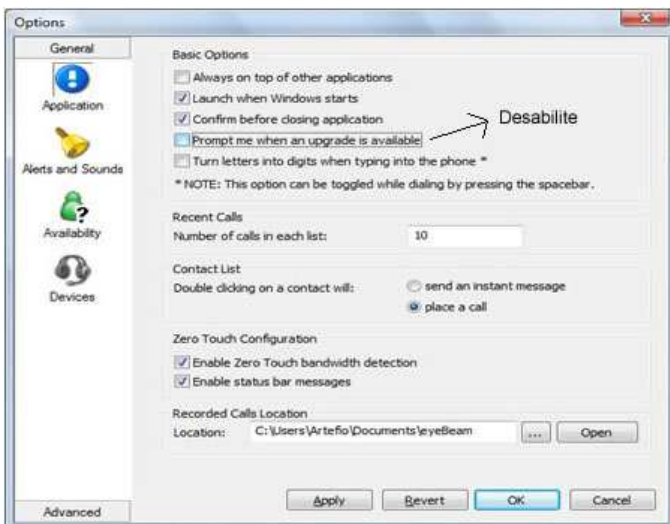 Options
General
Application
Alerts and Sounds
Availability
Devices
Advanced
Basic Options
Always on top of other applications
Launch when Windows starts
Confirm before closing application
Prompt me when an upgrade is available
Desabilite
Turn letters into digits when typing into the phone *
* NOTE: This option can be toggled while dialing by pressing the spacebar.
Recent Calls
Number of calls in each list: 10
Contact List
Double clicking on a contact will: send an instant message
place a call
Zero Touch Configuration
Enable Zero Touch bandwidth detection
Enable status bar messages
Recorded Calls Location
Location: C:\Users\Artefio\Documents\eyeBeam ... Open
Apply Revert OK Cancel